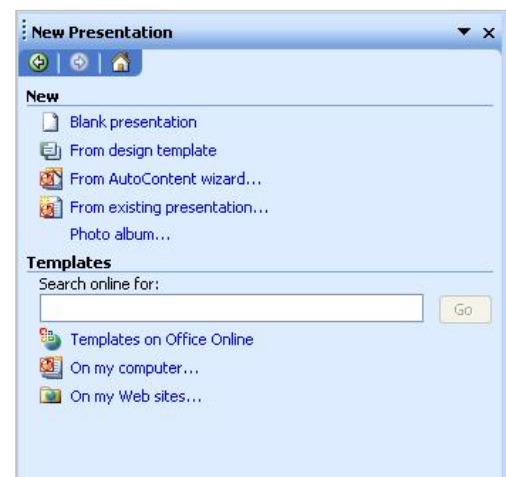 New Presentation
New
Blank presentation
From design template
From AutoContent wizard...
From existing presentation...
Photo album...
Templates
Search online for:
Go
Templates on Office Online
On my computer...
On my Web sites...